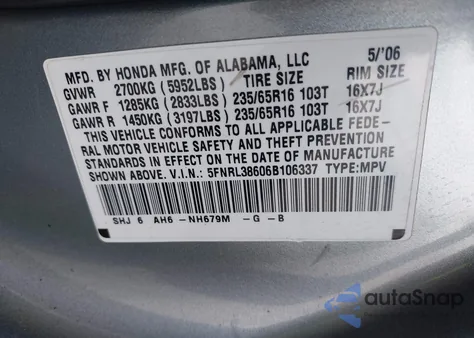 MFD. BY HONDA MFG. OF ALABAMA, LLC 5/'06
GVWR 2700KG (5952LBS) TIRE SIZE RIM SIZE
GAWR F 1285KG (2833LBS) 235/65R16 103T 16X7J
GAWR R 1450KG (3197LBS) 235/65R16 103T 16X7J
THIS VEHICLE CONFORMS TO ALL APPLICABLE FEDE-
RAL MOTOR VEHICLE SAFETY AND THEFT PREVENTION
STANDARDS IN EFFECT ON THE DATE OF MANUFACTURE
SHOWN ABOVE. V.I.N.: 5FNRL38606B106337 TYPE:MPV
SHJ 6 AH6 - NH679M - G - B
autoSnap